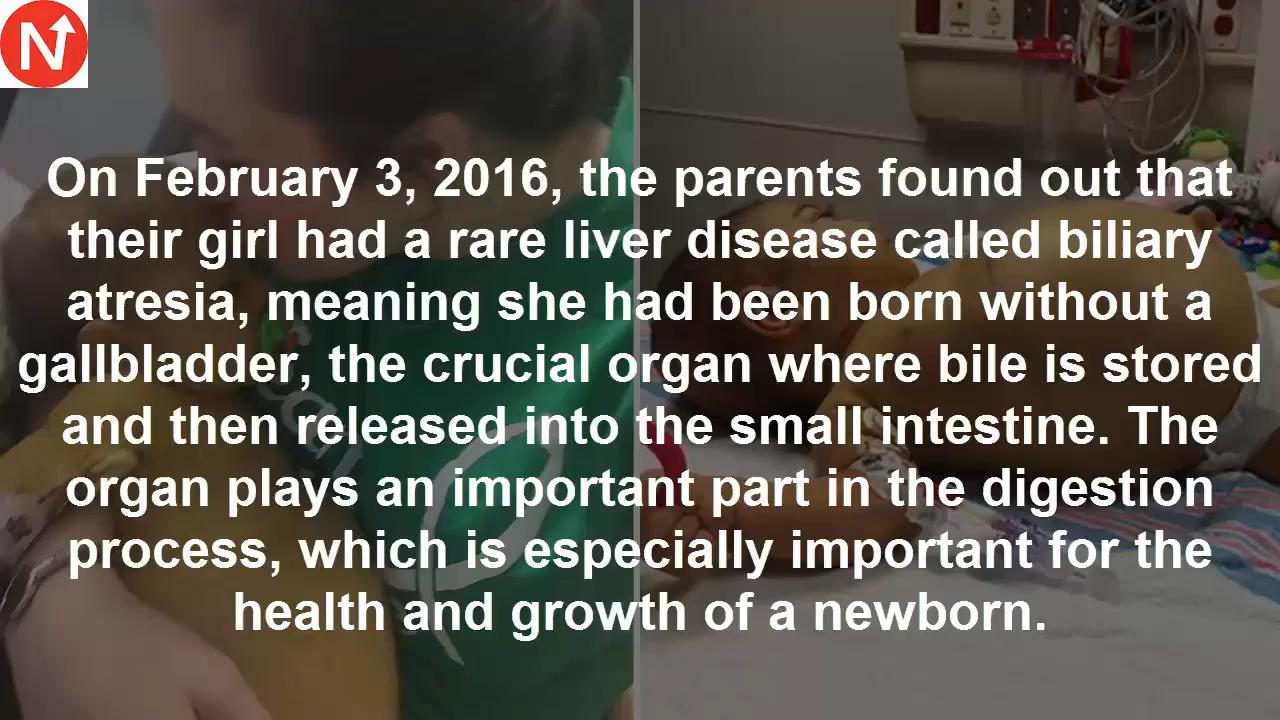 N
On February 3, 2016, the parents found out that
their girl had a rare liver disease called biliary
atresia, meaning she had been born without a
gallbladder, the crucial organ where bile is stored
and then released into the small intestine. The
organ plays an important part in the digestion
process, which is especially important for the
health and growth of a newborn.